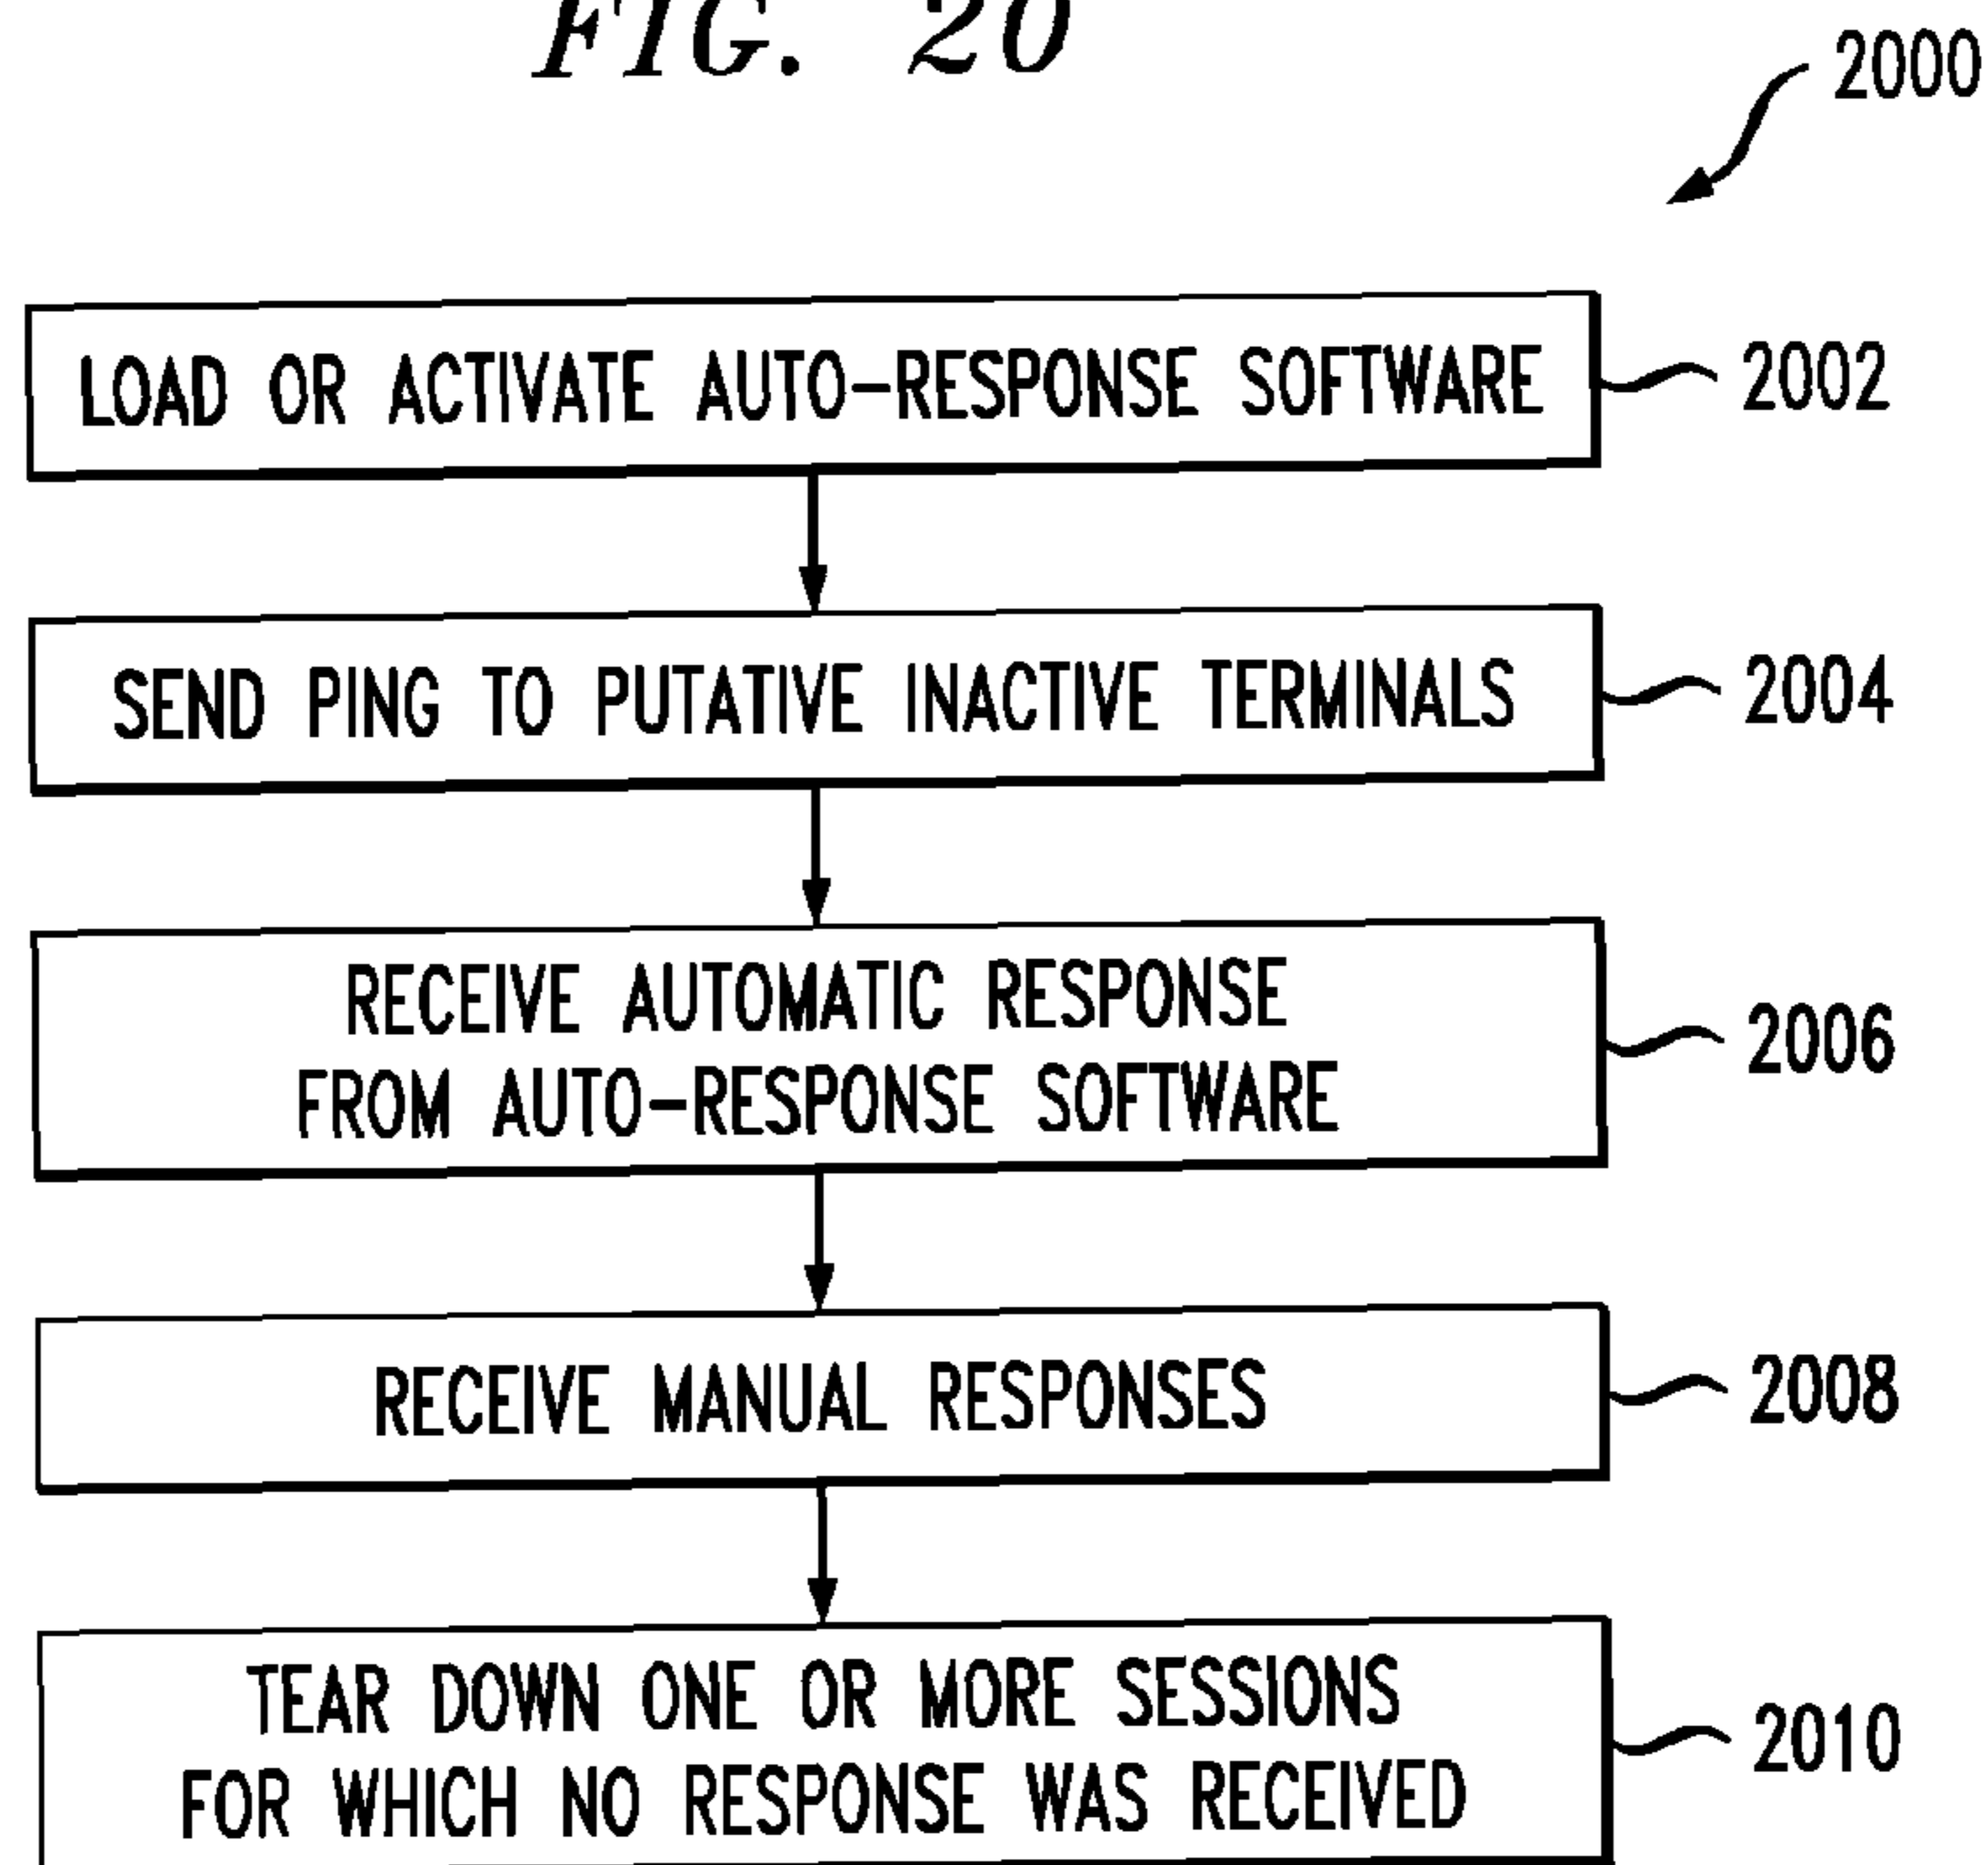 FIG. 20
2000
LOAD OR ACTIVATE AUTO-RESPONSE SOFTWARE
2002
SEND PING TO PUTATIVE INACTIVE TERMINALS
2004
RECEIVE AUTOMATIC RESPONSE
FROM AUTO-RESPONSE SOFTWARE
2006
RECEIVE MANUAL RESPONSES
2008
TEAR DOWN ONE OR MORE SESSIONS
FOR WHICH NO RESPONSE WAS RECEIVED
2010